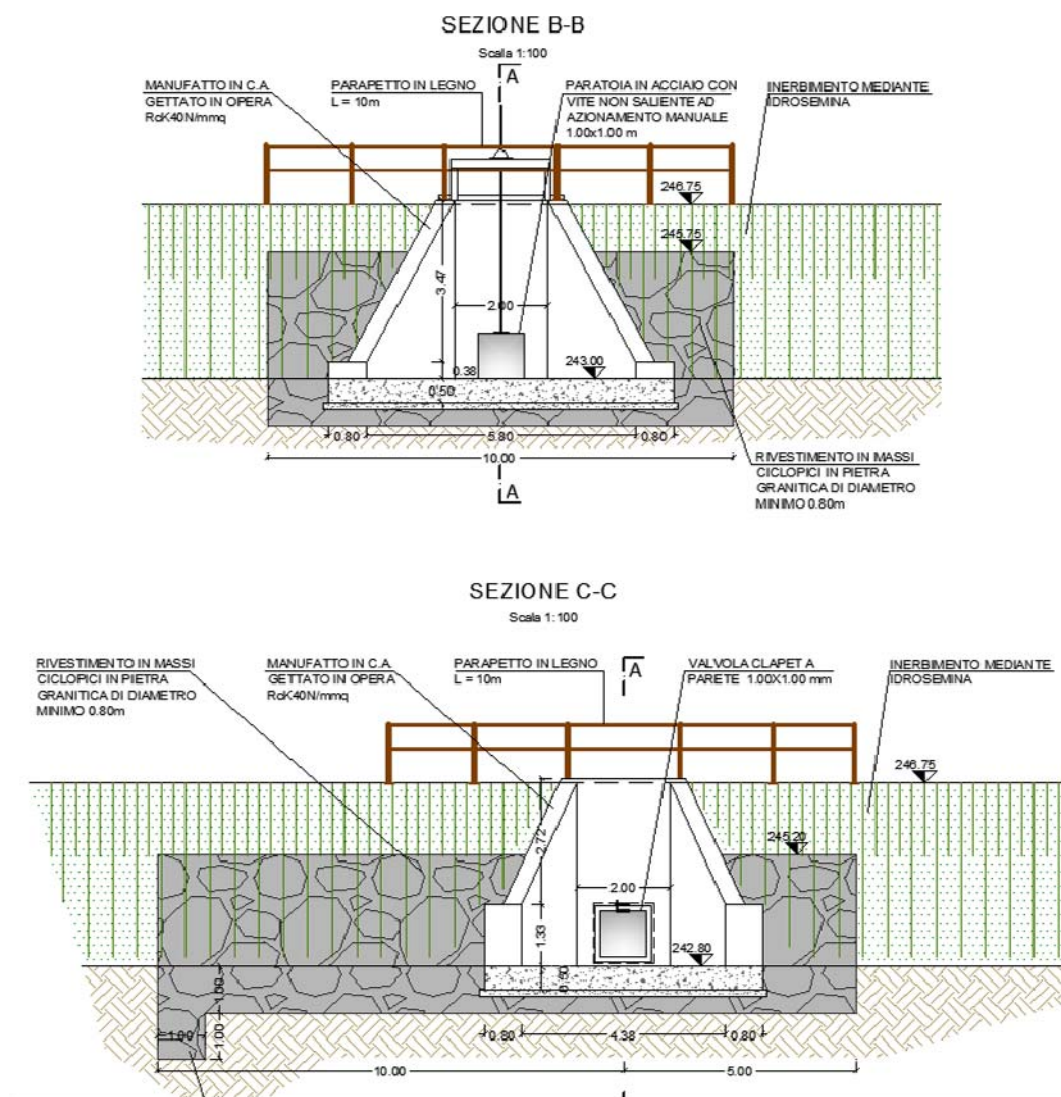 SEZIONE B-B
Scala 1:100
A
MANUFATTO IN C.A.
GETTATO IN OPERA
RcK40N/mmq
PARAPETTO IN LEGNO
L = 10m
PARATOIA IN ACCIAIO CON
VITE NON SALIENTE AD
AZIONAMENTO MANUALE
1.00x1.00 m
INERBIMENTO MEDIANTE
IDROSEMINA
246.75
245.75
3.47
2.00
243.00
0.38
0.50
0.80
5.80
0.80
10.00
A
RIVESTIMENTO IN MASSI
CICLOPICI IN PIETRA
GRANITICA DI DIAMETRO
MINIMO 0.80m
SEZIONE C-C
Scala 1:100
RIVESTIMENTO IN MASSI
CICLOPICI IN PIETRA
GRANITICA DI DIAMETRO
MINIMO 0.80m
MANUFATTO IN C.A.
GETTATO IN OPERA
RcK40N/mmq
PARAPETTO IN LEGNO
L = 10m
A
VALVOLA CLAPET A
PARIETE 1.00X1.00 mm
INERBIMENTO MEDIANTE
IDROSEMINA
246.75
245.20
2.72
2.00
1.33
242.80
0.50
1.00
1.00
1.00
0.80
4.38
0.80
10.00
5.00